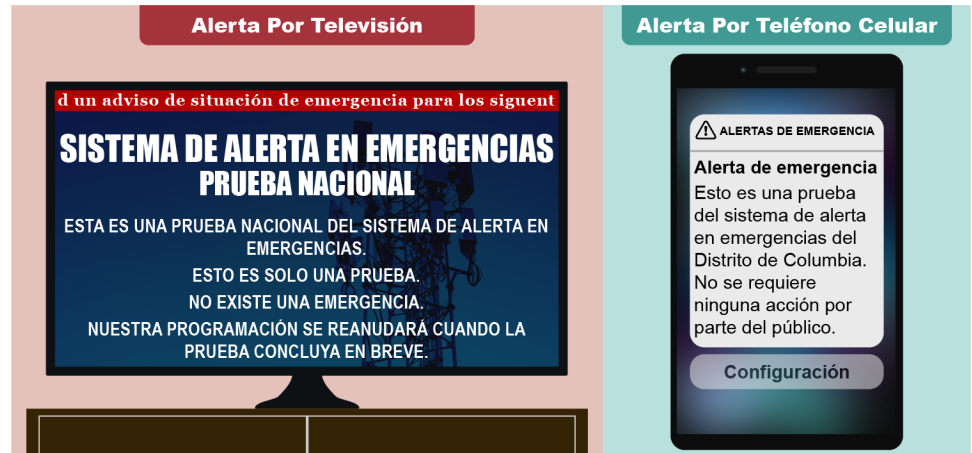 Alerta Por Televisión
d un adviso de situación de emergencia para los siguent
SISTEMA DE ALERTA EN EMERGENCIAS
PRUEBA NACIONAL
ESTA ES UNA PRUEBA NACIONAL DEL SISTEMA DE ALERTA EN
EMERGENCIAS.
ESTO ES SOLO UNA PRUEBA.
NO EXISTE UNA EMERGENCIA.
NUESTRA PROGRAMACIÓN SE REANUDARÁ CUANDO LA
PRUEBA CONCLUYA EN BREVE.
Alerta Por Teléfono Celular
ALERTAS DE EMERGENCIA
Alerta de emergencia
Esto es una prueba
del sistema de alerta
en emergencias del
Distrito de Columbia.
No se requiere
ninguna acción por
parte del público.
Configuración